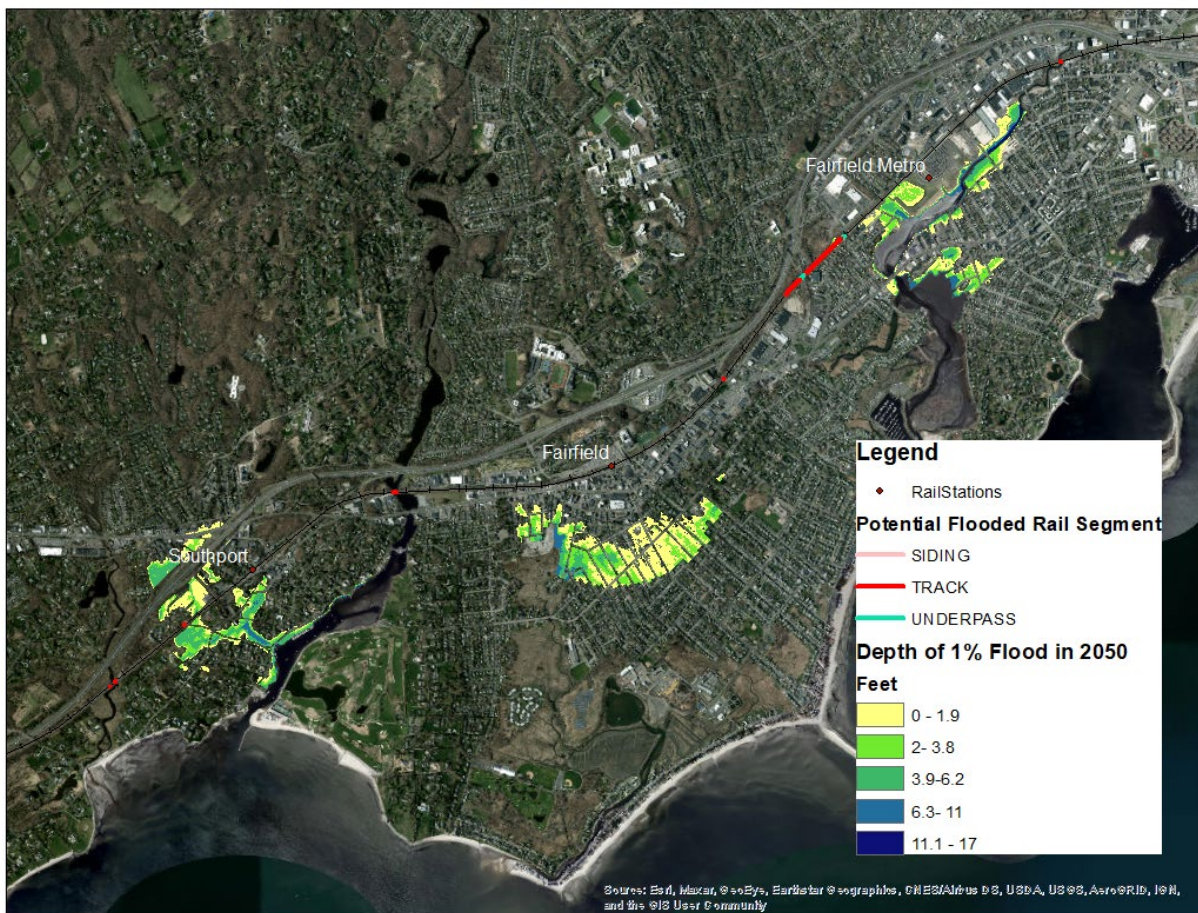 Fairfield Metro
Fairfield
Southport
Legend
RailStations
Potential Flooded Rail Segment
SIDING
TRACK
UNDERPASS
Depth of 1% Flood in 2050
Feet
0 - 1.9
2- 3.8
3.9-6.2
6.3- 11
11.1 - 17
Source: Esri, Maxar, GeoEye, Earthstar Geographics, CNES/Airbus DS, USDA, USGS, AeroGRID, IGN,
and the GIS User Community